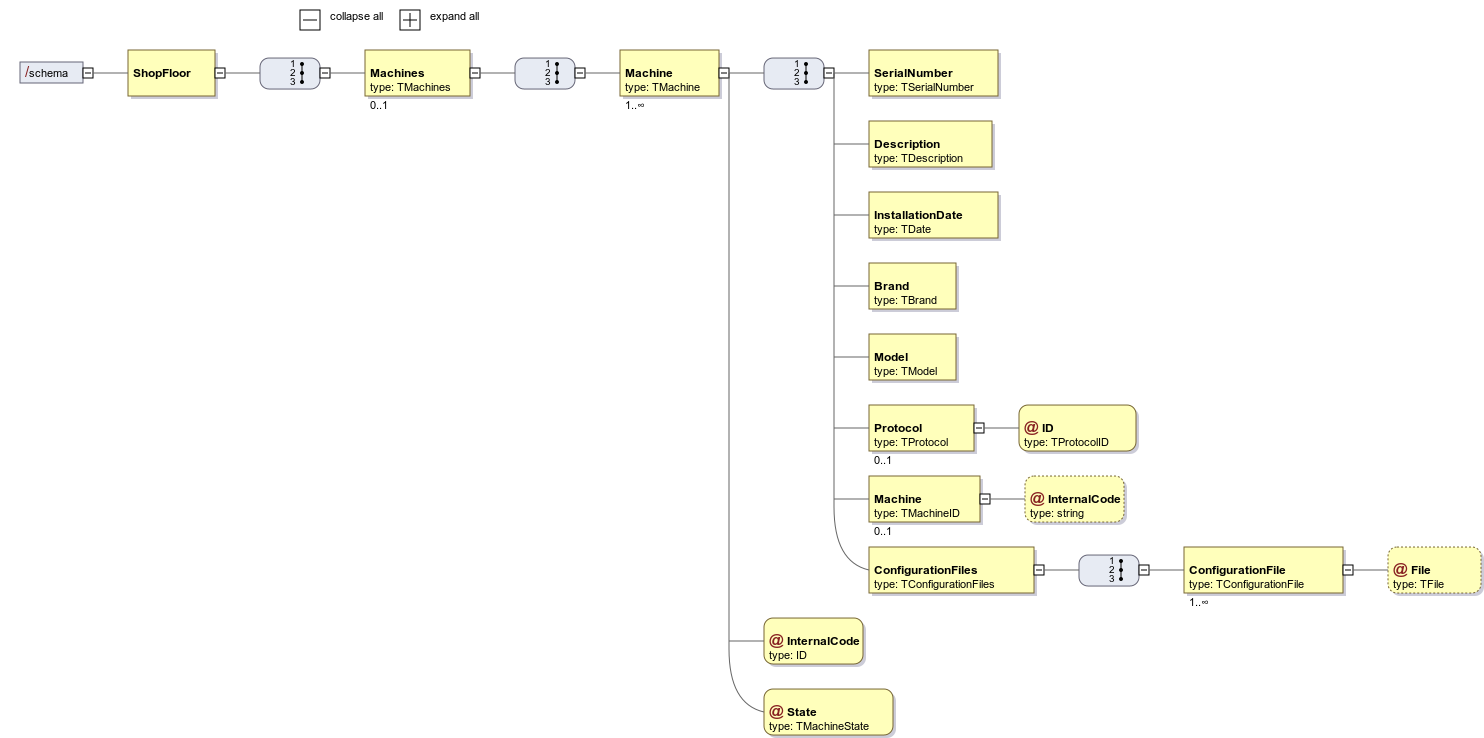 collapse all
expand all
/schema
ShopFloor
1
2
3
Machines
type: TMachines
0..1
1
2
3
Machine
type: TMachine
1..∞
1
2
3
SerialNumber
type: TSerialNumber
Description
type: TDescription
InstallationDate
type: TDate
Brand
type: TBrand
Model
type: TModel
Protocol
type: TProtocol
0..1
@ ID
type: TProtocolID
Machine
type: TMachineID
0..1
@ InternalCode
type: string
ConfigurationFiles
type: TConfigurationFiles
1
2
3
ConfigurationFile
type: TConfigurationFile
1..∞
@ File
type: TFile
@ InternalCode
type: ID
@ State
type: TMachineState